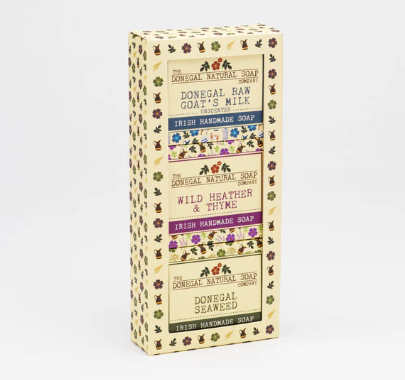 THE
DONEGAL NATURAL SOAP
COMPANY
DONEGAL RAW
GOAT'S MILK
UNSCENTED
IRISH HANDMADE SOAP
THE
DONEGAL NATURAL SOAP
COMPANY
WILD HEATHER
& THYME
IRISH HANDMADE SOAP
THE
DONEGAL NATURAL SOAP
COMPANY
DONEGAL
SEAWEED
IRISH HANDMADE SOAP